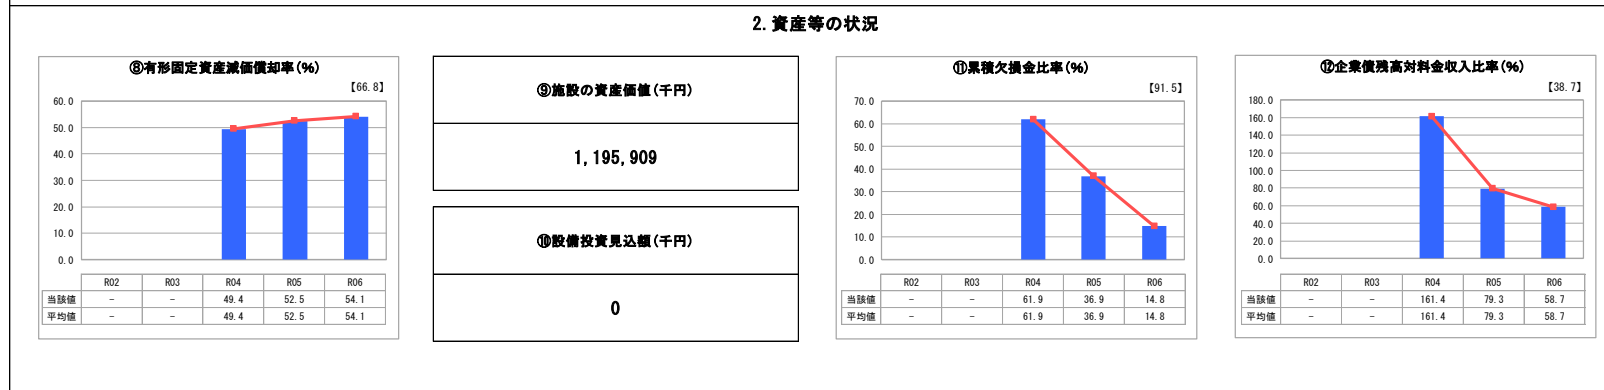 2.資産等の状況
⑧有形固定資産減価償却率(%)
【66.8】
60.0
50.0
40.0
30.0
20.0
10.0
0.0
R02 R03 R04 R05 R06
当該値 - - 49.4 52.5 54.1
平均値 - - 49.4 52.5 54.1
⑨施設の資産価値(千円)
1,195,909
⑩設備投資見込額(千円)
0
⑪累積欠損金比率(%)
【91.5】
70.0
60.0
50.0
40.0
30.0
20.0
10.0
0.0
R02 R03 R04 R05 R06
当該値 - - 61.9 36.9 14.8
平均値 - - 61.9 36.9 14.8
⑫企業債残高対料金収入比率(%)
【38.7】
180.0
160.0
140.0
120.0
100.0
80.0
60.0
40.0
20.0
0.0
R02 R03 R04 R05 R06
当該値 - - 161.4 79.3 58.7
平均値 - - 161.4 79.3 58.7